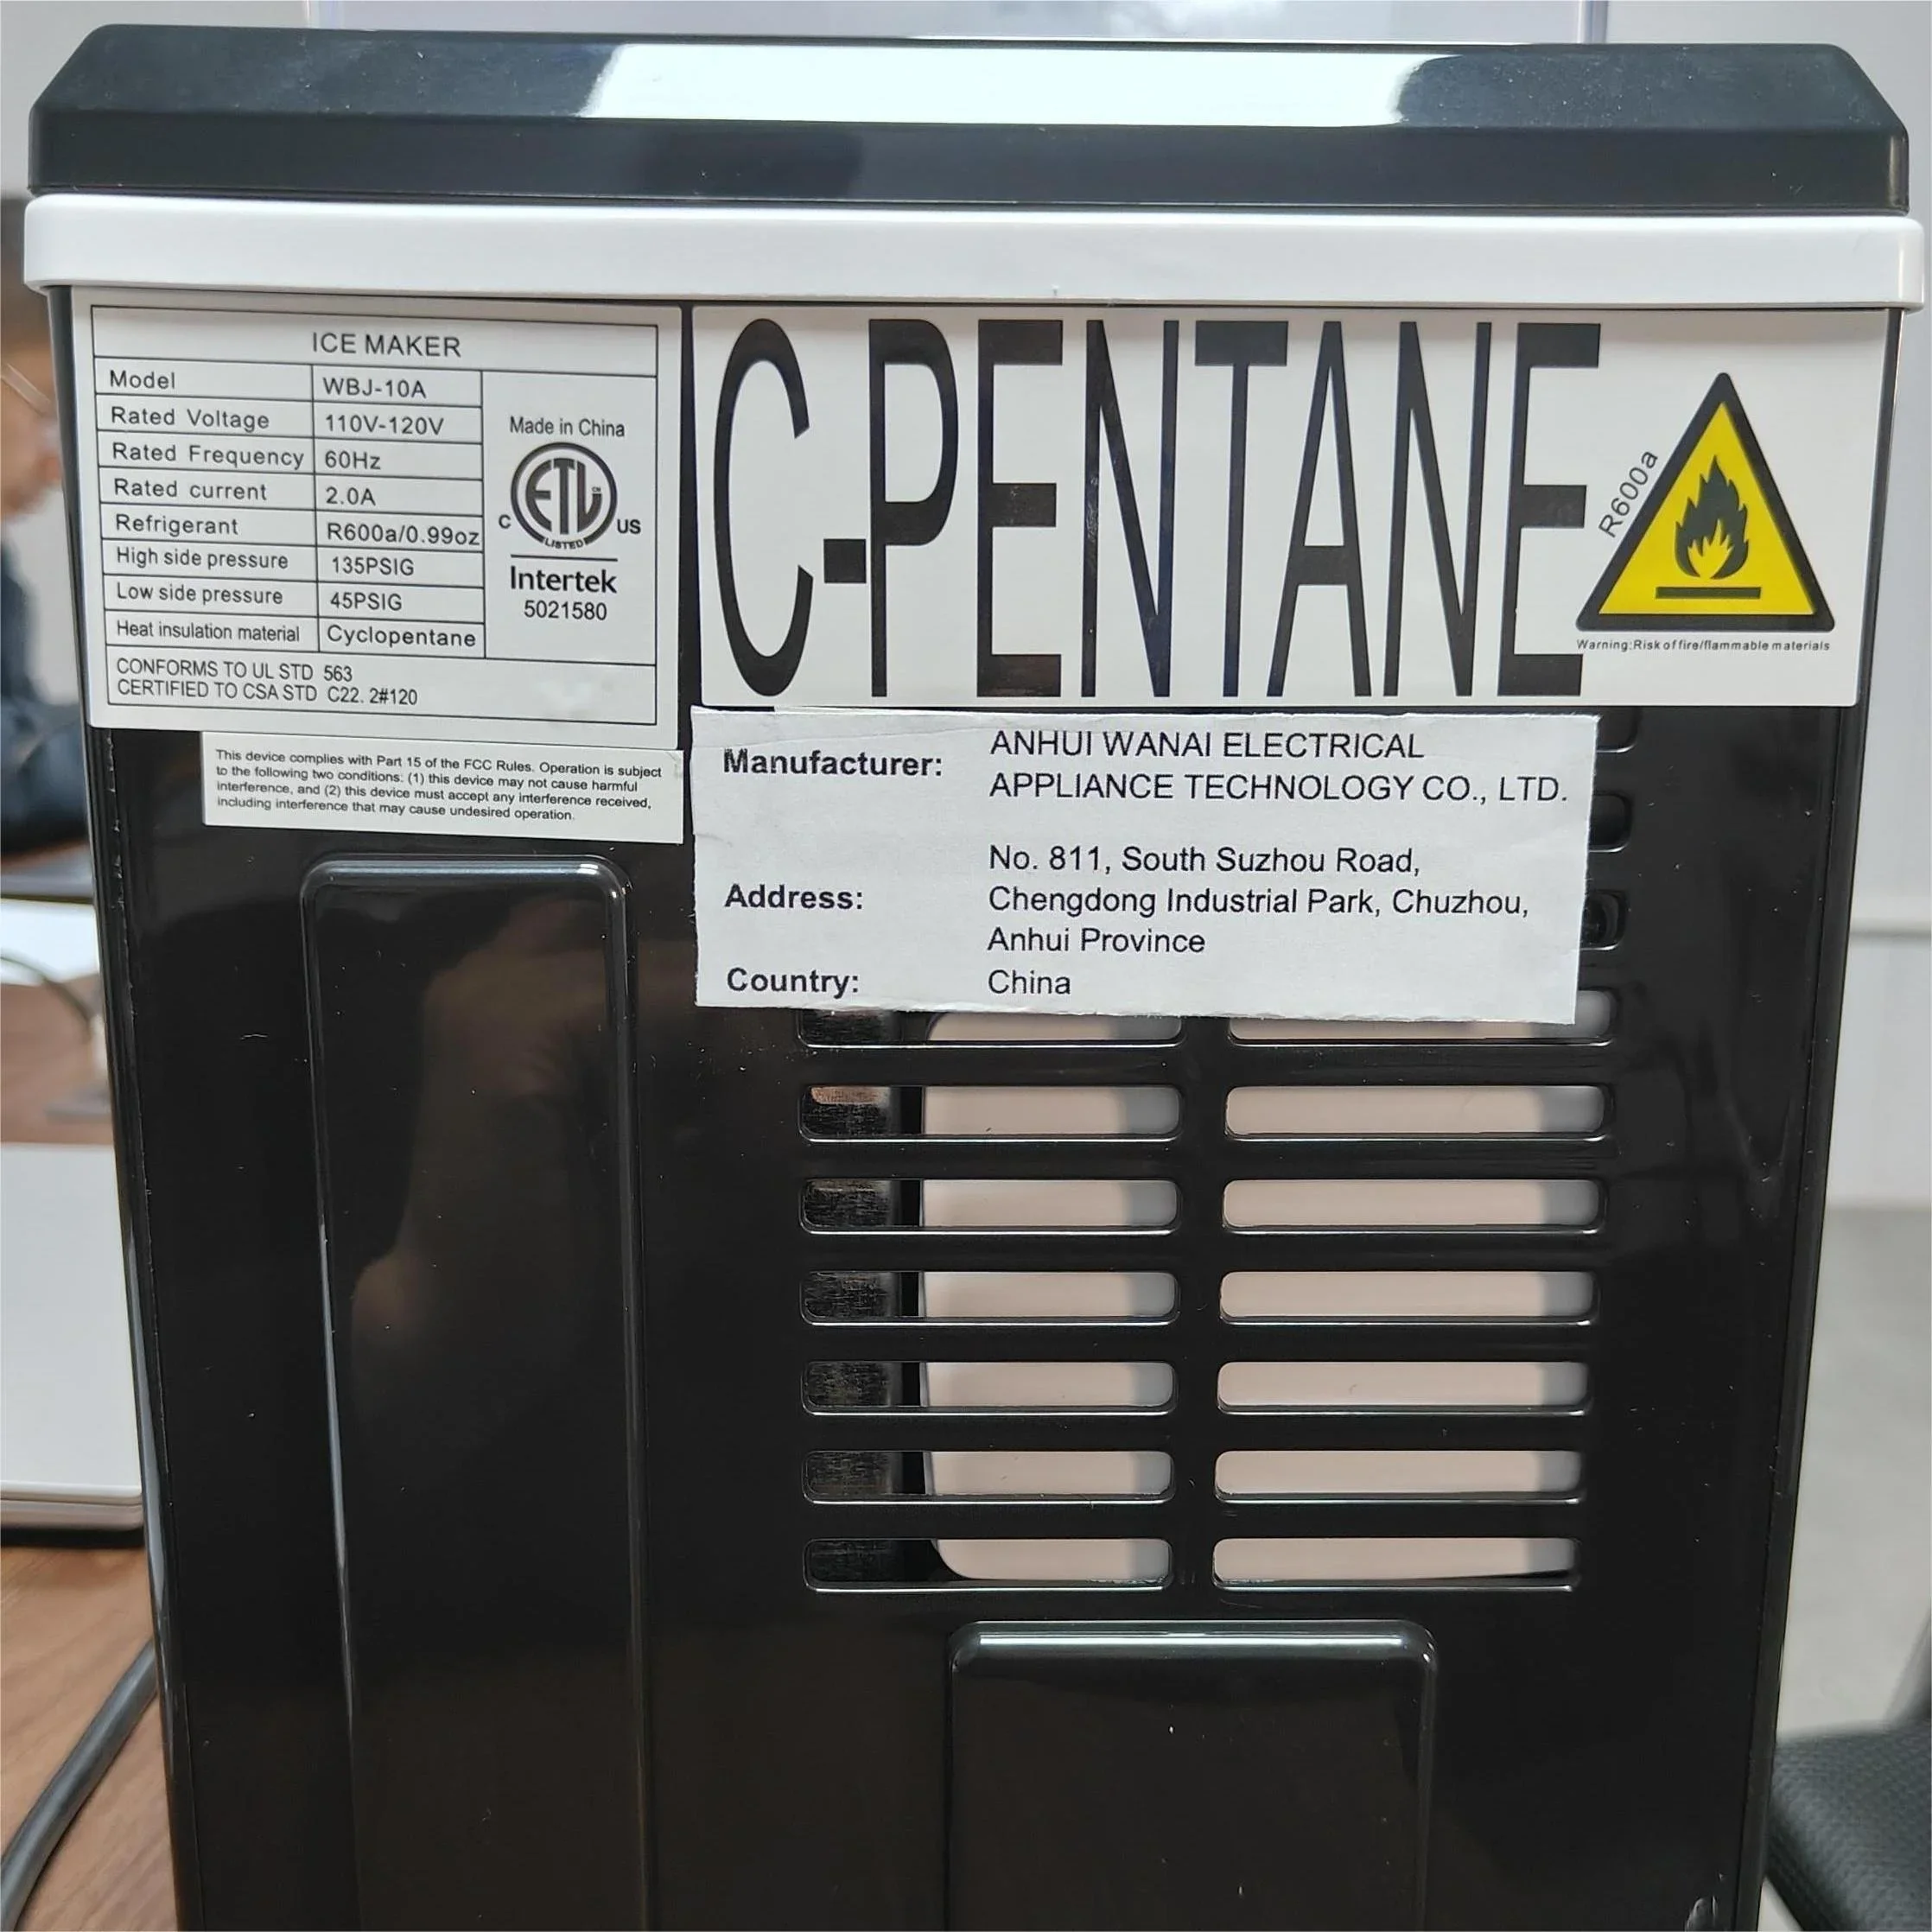 ICE MAKER
Model WBJ-10A
Rated Voltage 110V-120V
Rated Frequency 60Hz
Rated current 2.0A
Refrigerant R600a/0.99oz
High side pressure 135PSIG
Low side pressure 45PSIG
Heat insulation material Cyclopentane
Made in China
ETL
CM
LISTED
C US
Intertek
5021580
CONFORMS TO UL STD 563
CERTIFIED TO CSA STD C22. 2#120
C-PENTANE
R600a
Warning:Risk of fire/flammable materials
This device complies with Part 15 of the FCC Rules. Operation is subject
to the following two conditions: (1) this device may not cause harmful
interference, and (2) this device must accept any interference received,
including interference that may cause undesired operation.
Manufacturer: ANHUI WANAI ELECTRICAL
APPLIANCE TECHNOLOGY CO., LTD.
No. 811, South Suzhou Road,
Address: Chengdong Industrial Park, Chuzhou,
Anhui Province
Country: China